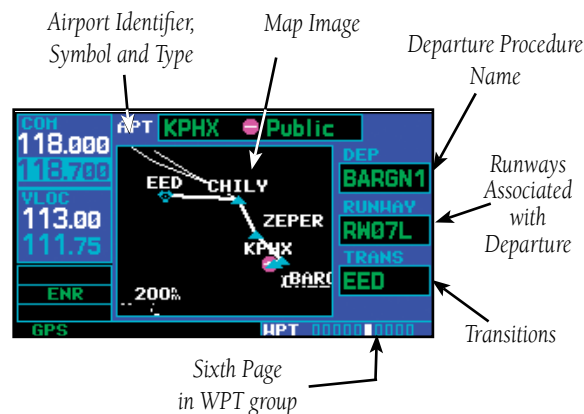 Airport Identifier,
Symbol and Type
Map Image
Departure Procedure
Name
COM
118.000
118.700
VLOC
113.00
111.75
ENR
GPS
APT KPHX Public
EED
CHILY
ZEPER
KPHX
BARG
200
DEP
BARGN1
RUNWAY
RW07L
TRANS
EED
WPT
Runways
Associated
with
Departure
Transitions
Sixth Page
in WPT group